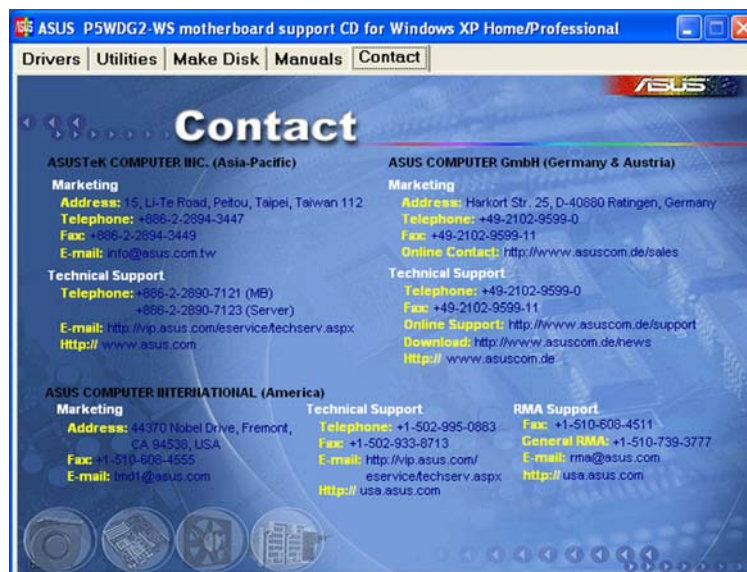 ASUS P5WDG2-WS motherboard support CD for Windows XP Home/Professional
Drivers Utilities Make Disk Manuals Contact
ASUS
Contact
ASUSTeK COMPUTER INC. (Asia-Pacific)
Marketing
Address: 15, Li-Te Road, Peitou, Taipei, Taiwan 112
Telephone: +886-2-2894-3447
Fax: +886-2-2894-3449
E-mail: info@asus.com.tw
Technical Support
Telephone: +886-2-2890-7121 (MB)
+886-2-2890-7123 (Server)
E-mail: http://vip.asus.com/eservice/techserv.aspx
Http:// www.asus.com
ASUS COMPUTER GmbH (Germany & Austria)
Marketing
Address: Harkort Str. 25, D-40880 Ratingen, Germany
Telephone: +49-2102-9599-0
Fax: +49-2102-9599-11
Online Contact: http://www.asuscom.de/sales
Technical Support
Telephone: +49-2102-9599-0
Fax: +49-2102-9599-11
Online Support: http://www.asuscom.de/support
Download: http://www.asuscom.de/news
Http:// www.asuscom.de
ASUS COMPUTER INTERNATIONAL (America)
Marketing
Address: 44370 Nobel Drive, Fremont,
CA 94538, USA
Fax: +1-510-608-4555
E-mail: tmd1@asus.com
Technical Support
Telephone: +1-502-995-0883
Fax: +1-502-933-8713
E-mail: http://vip.asus.com/
eservice/techserv.aspx
Http:// usa.asus.com
RMA Support
Fax: +1-510-608-4511
General RMA: +1-510-739-3777
E-mail: rma@asus.com
http:// usa.asus.com